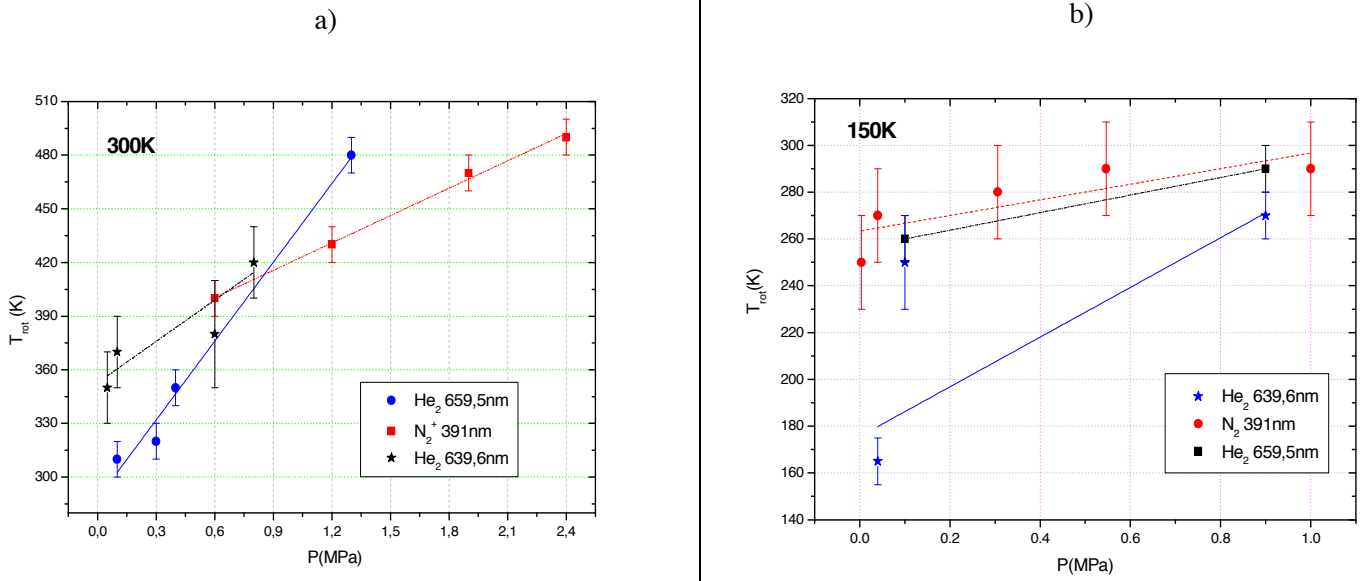 a)
510
480
450
420
390
360
330
300
T_rot (K)
300K
He₂ 659,5nm
N₂⁺ 391nm
He₂ 639,6nm
0,0 0,3 0,6 0,9 1,2 1,5 1,8 2,1 2,4
P(MPa)
b)
320
300
280
260
240
220
200
180
160
140
T_rot(K)
150K
He₂ 639,6nm
N₂ 391nm
He₂ 659,5nm
0.0 0.2 0.4 0.6 0.8 1.0
P(MPa)